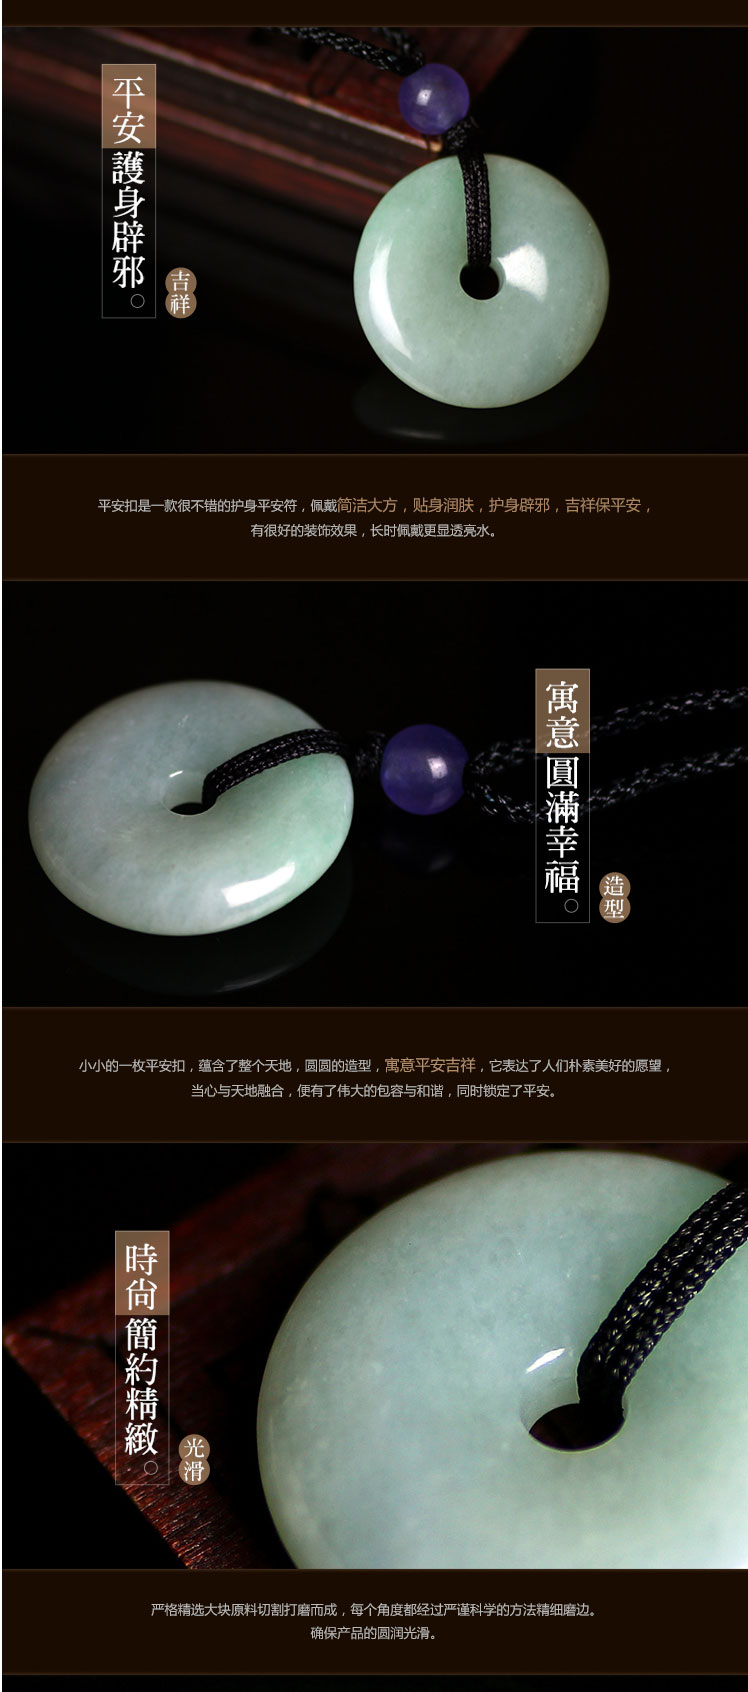 平安護身辟邪。
吉祥
平安扣是一款很不错的护身平安符，佩戴简洁大方，贴身润肤，护身辟邪，吉祥保平安，
有很好的装饰效果，长时佩戴更显透亮水。
寓意圓滿幸福。
造型
小小的一枚平安扣，蕴含了整个天地，圆圆的造型，寓意平安吉祥，它表达了人们朴素美好的愿望，
当心与天地融合，便有了伟大的包容与和谐，同时锁定了平安。
時尚簡約精緻。
光滑
严格精选大块原料切割打磨而成，每个角度都经过严谨科学的方法精细磨边。
确保产品的圆润光滑。